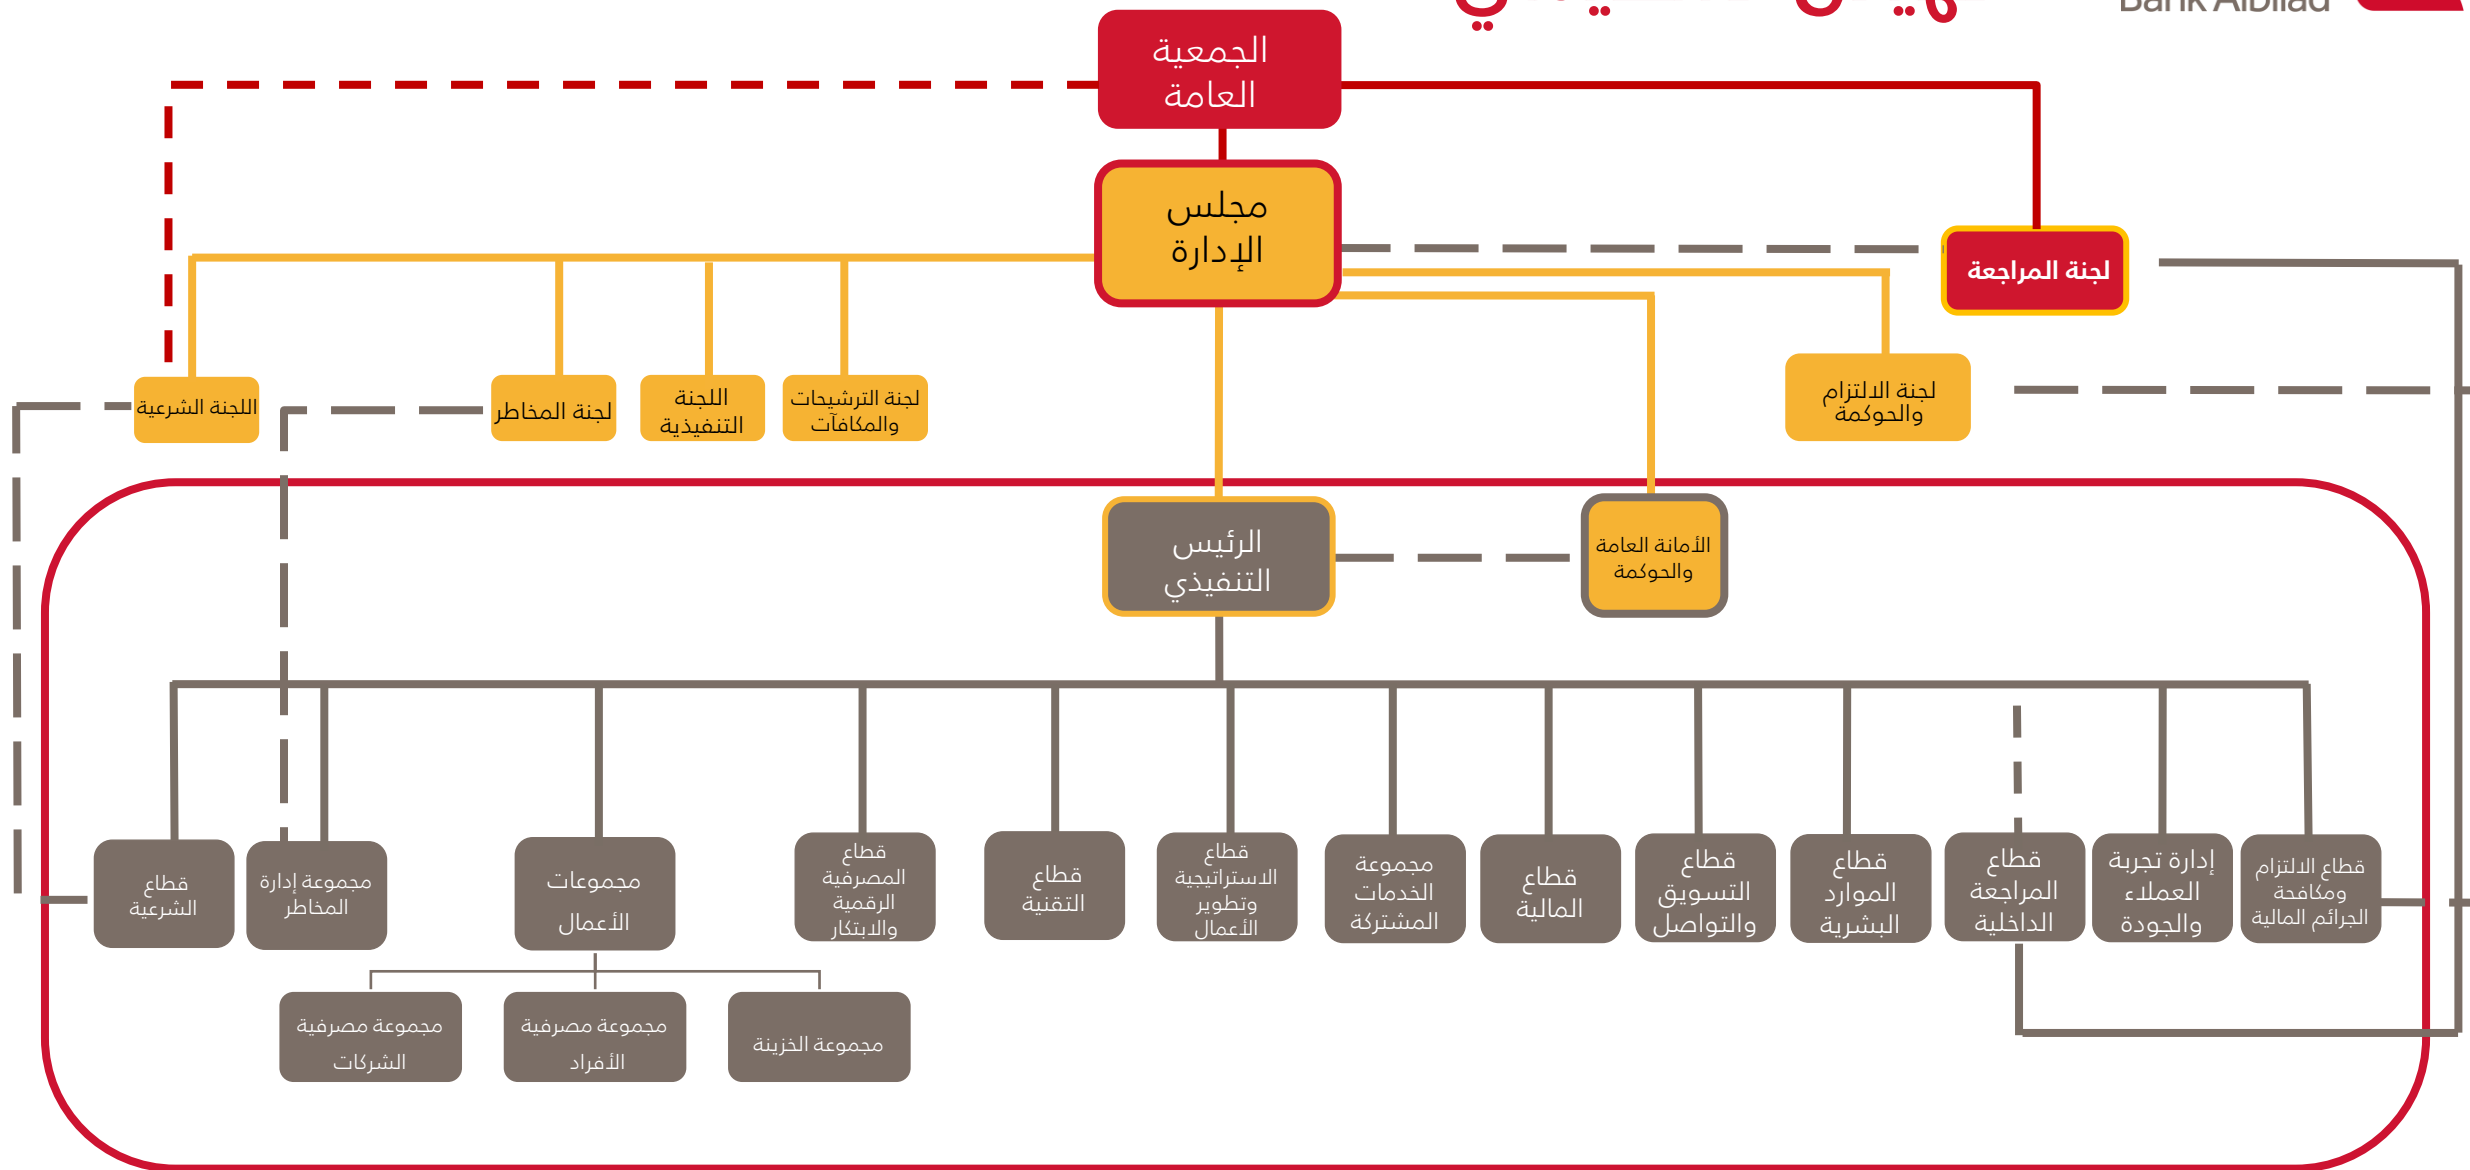 Bank Albilad
الجمعية
العامة
مجلس
الإدارة
لجنة المراجعة
لجنة الالتزام
والحوكمة
لجنة الترشيحات
والمكافآت
اللجنة
التنفيذية
لجنة المخاطر
اللجنة الشرعية
الأمانة العامة
والحوكمة
الرئيس
التنفيذي
قطاع الالتزام
ومكافحة
الجرائم المالية
إدارة تجربة
العملاء
والجودة
قطاع
المراجعة
الداخلية
قطاع
الموارد
البشرية
قطاع
التسويق
والتواصل
قطاع
المالية
مجموعة
الخدمات
المشتركة
قطاع
الاستراتيجية
وتطوير
الأعمال
قطاع
التقنية
قطاع
المصرفية
الرقمية
والابتكار
مجموعات
الأعمال
مجموعة إدارة
المخاطر
قطاع
الشرعية
مجموعة الخزينة
مجموعة مصرفية
الأفراد
مجموعة مصرفية
الشركات